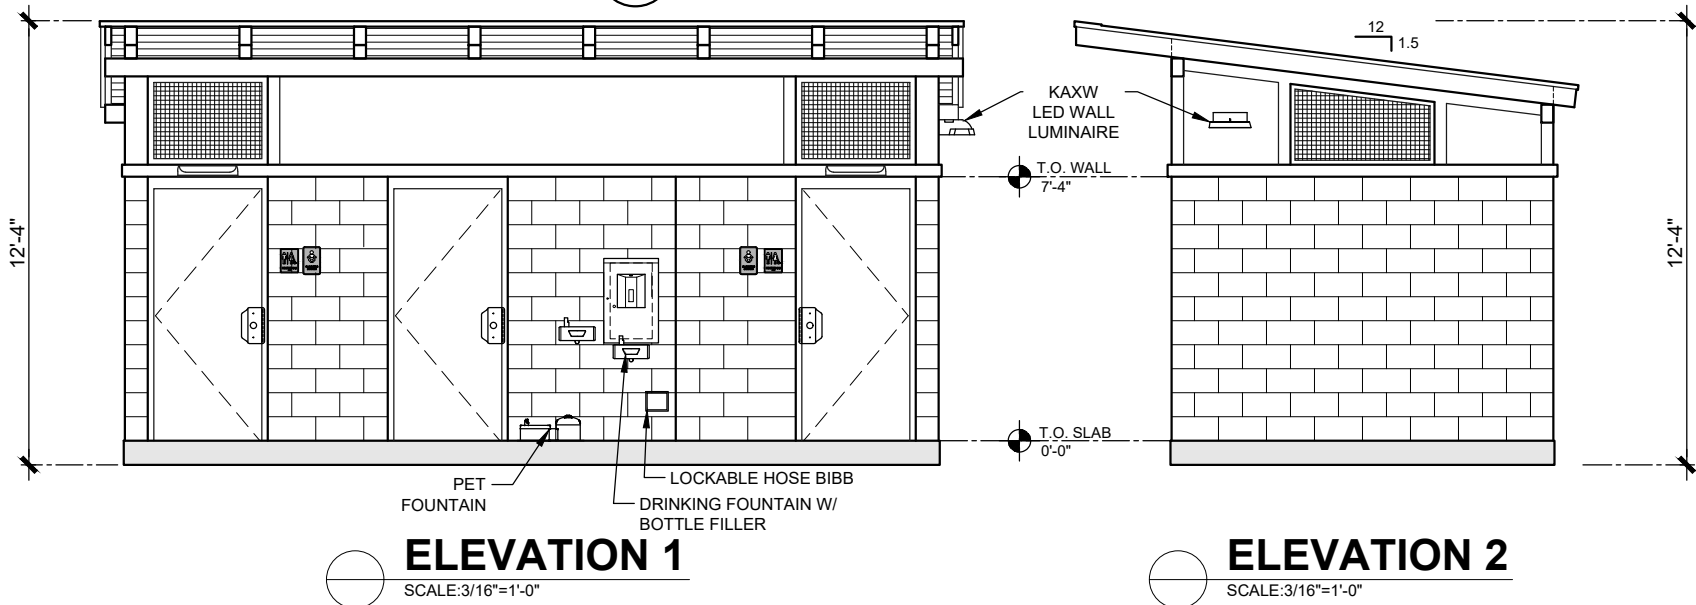 12
1.5
KAXW
LED WALL
LUMINAIRE
T.O. WALL
7'-4"
12'-4"
12'-4"
T.O. SLAB
0'-0"
PET
FOUNTAIN
LOCKABLE HOSE BIBB
DRINKING FOUNTAIN W/
BOTTLE FILLER
ELEVATION 1
SCALE:3/16"=1'-0"
ELEVATION 2
SCALE:3/16"=1'-0"